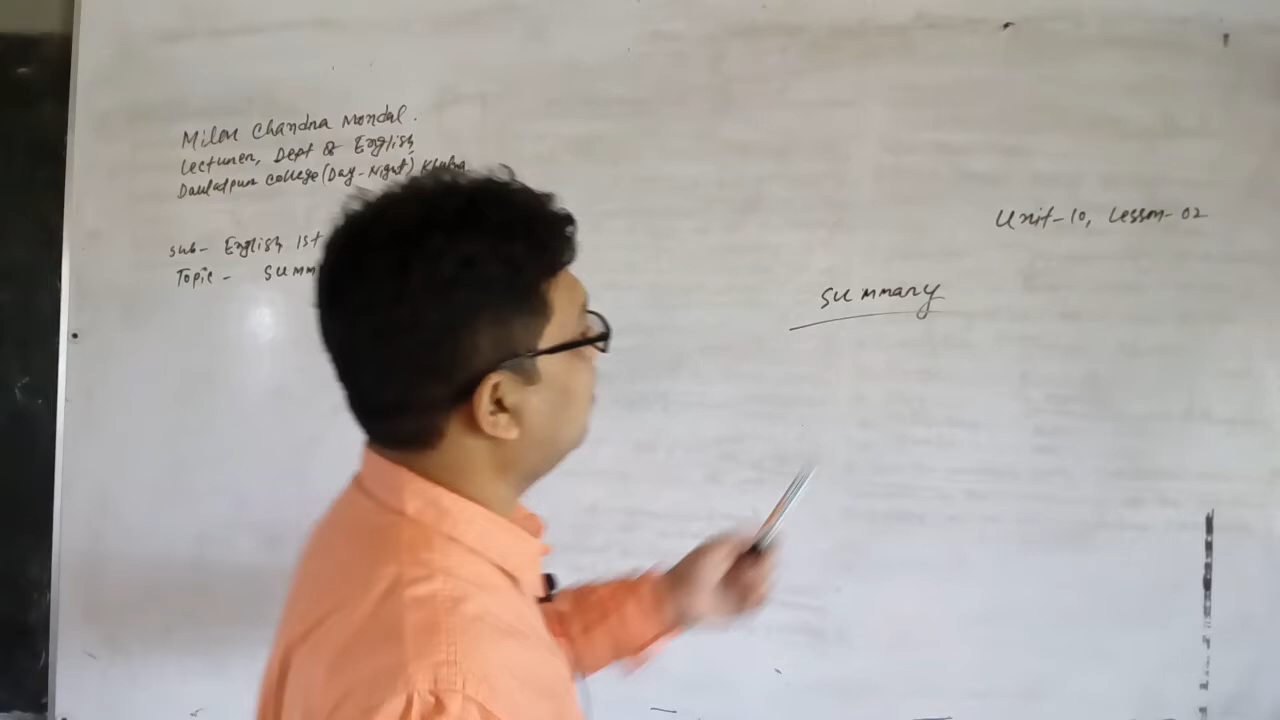 Milon Chandra Mondal.
Lecturer, Dept of English
Daulatpur College (Day-Night) Khulna
Sub- English 1st
Topic - Summ
Unit-10, Lesson-02
Summary